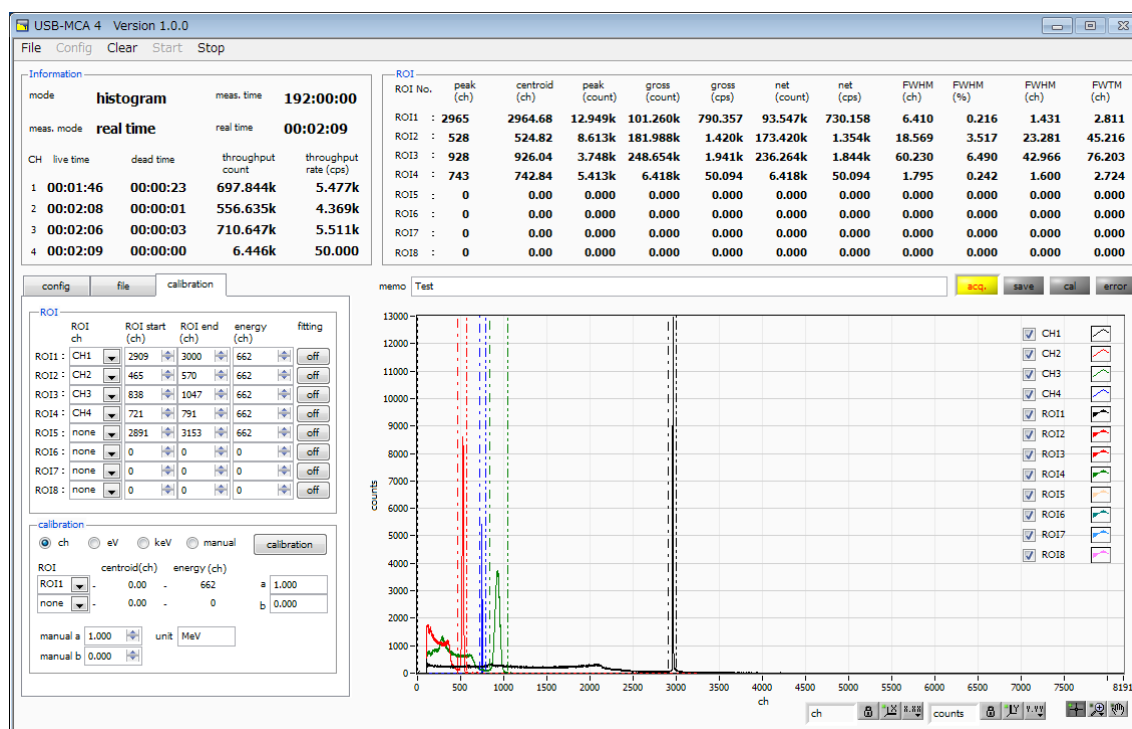 USB-MCA 4 Version 1.0.0
File Config Clear Start Stop
Information
mode histogram meas. time 192:00:00
meas. mode real time real time 00:02:09
CH live time dead time throughput count throughput rate (cps)
1 00:01:46 00:00:23 697.844k 5.477k
2 00:02:08 00:00:01 556.635k 4.369k
3 00:02:06 00:00:03 710.647k 5.511k
4 00:02:09 00:00:00 6.446k 50.000
ROI
ROI No. peak (ch) centroid (ch) peak (count) gross (count) gross (cps) net (count) net (cps) FWHM (ch) FWHM (%) FWHM (ch) FWTM (ch)
ROI1 : 2965 2964.68 12.949k 101.260k 790.357 93.547k 730.158 6.410 0.216 1.431 2.811
ROI2 : 528 524.82 8.613k 181.988k 1.420k 173.420k 1.354k 18.569 3.517 23.281 45.216
ROI3 : 928 926.04 3.748k 248.654k 1.941k 236.264k 1.844k 60.230 6.490 42.966 76.203
ROI4 : 743 742.84 5.413k 6.418k 50.094 6.418k 50.094 1.795 0.242 1.600 2.724
ROI5 : 0 0.00 0.000 0.000 0.000 0.000 0.000 0.000 0.000 0.000 0.000
ROI6 : 0 0.00 0.000 0.000 0.000 0.000 0.000 0.000 0.000 0.000 0.000
ROI7 : 0 0.00 0.000 0.000 0.000 0.000 0.000 0.000 0.000 0.000 0.000
ROI8 : 0 0.00 0.000 0.000 0.000 0.000 0.000 0.000 0.000 0.000 0.000
config file calibration
ROI
ROI ch ROI start (ch) ROI end (ch) energy (ch) fitting
ROI1 : CH1 2909 3000 662 off
ROI2 : CH2 465 570 662 off
ROI3 : CH3 838 1047 662 off
ROI4 : CH4 721 791 662 off
ROI5 : none 2891 3153 662 off
ROI6 : none 0 0 0 off
ROI7 : none 0 0 0 off
ROI8 : none 0 0 0 off
calibration
ch eV keV manual calibration
ROI centroid(ch) energy (ch)
ROI1 - 0.00 - 662 a 1.000
none - 0.00 - 0 b 0.000
manual a 1.000 unit MeV
manual b 0.000
memo Test acq. save cal error
13000
12000
11000
10000
9000
8000
7000
6000
5000
4000
3000
2000
1000
0
counts
0 500 1000 1500 2000 2500 3000 3500 4000 4500 5000 5500 6000 6500 7000 7500 8191
ch
CH1
CH2
CH3
CH4
ROI1
ROI2
ROI3
ROI4
ROI5
ROI6
ROI7
ROI8
ch X X.XX counts Y Y.YY